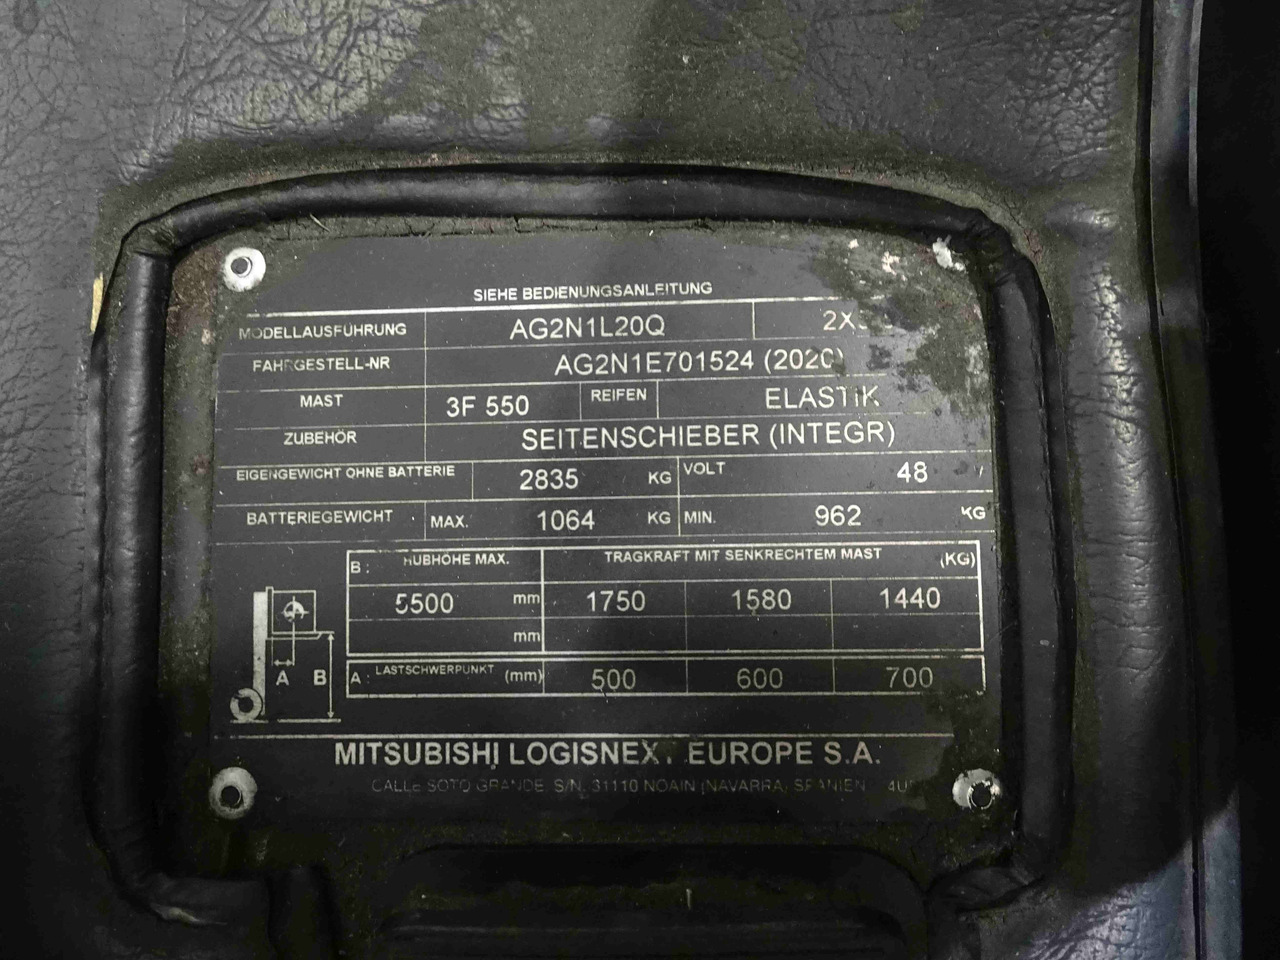 SIEHE BEDIENUNGSANLEITUNG
MODELLAUSFÜHRUNG AG2N1L20Q
FAHRGESTELL-NR AG2N1E701524 (2020)
MAST 3F 550 REIFEN ELASTIK
ZUBEHÖR SEITENSCHIEBER (INTEGR)
EIGENGEWICHT OHNE BATTERIE 2835 KG VOLT 48
BATTERIEGEWICHT MAX. 1064 KG MIN. 962 KG
B : HUBHÖHE MAX. TRAGKRAFT MIT SENKRECHTEM MAST (KG)
5500 mm 1750 1580 1440
mm
A : LASTSCHWERPUNKT (mm) 500 600 700
A B
MITSUBISHI LOGISNEXT EUROPE S.A.
CALLE SOTO GRANDE S/N. 31110 NOAIN (NAVARRA, SPANIEN